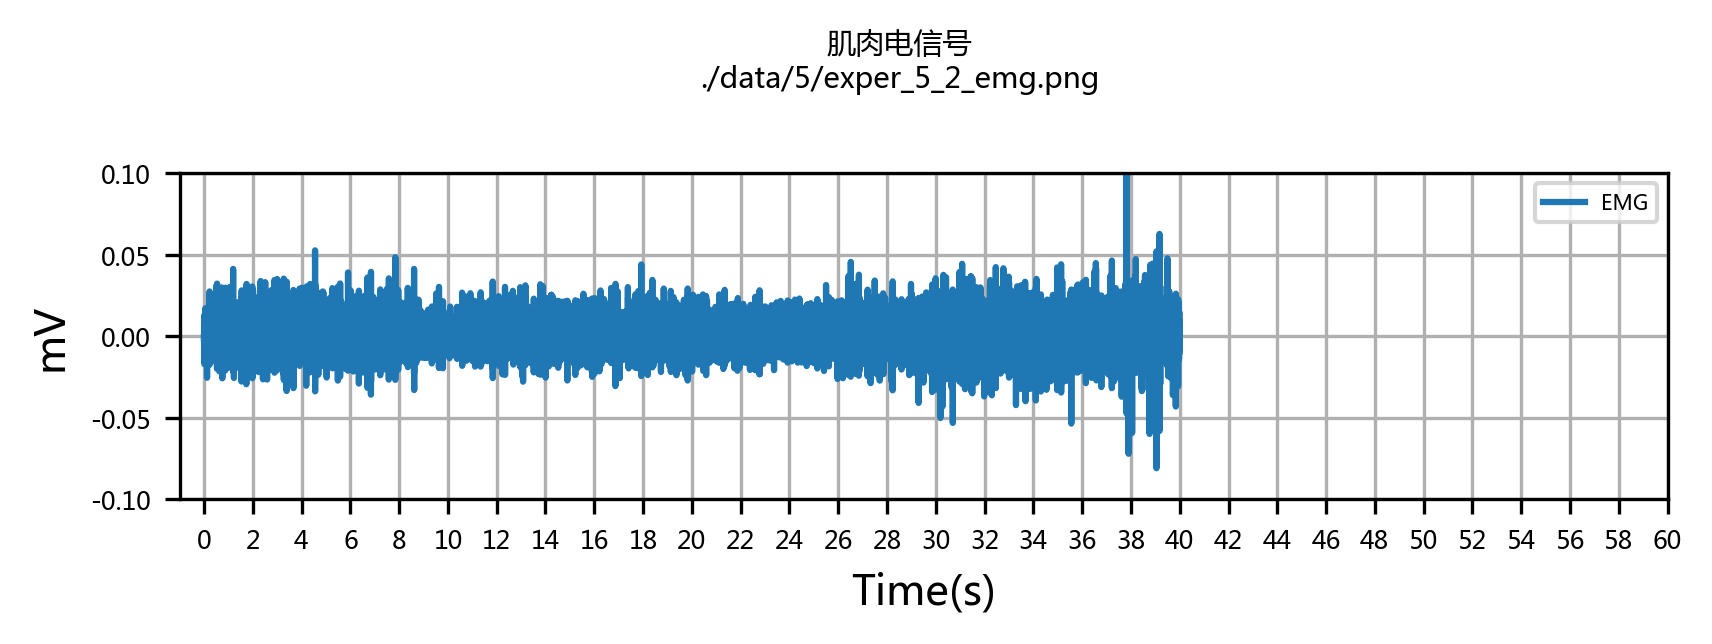 肌肉电信号
./data/5/exper_5_2_emg.png
0.10
0.05
0.00
-0.05
-0.10
mV
EMG
0 2 4 6 8 10 12 14 16 18 20 22 24 26 28 30 32 34 36 38 40 42 44 46 48 50 52 54 56 58 60
Time(s)